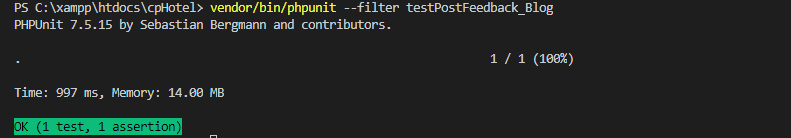 PS C:\xampp\htdocs\cpHotel> vendor/bin/phpunit --filter testPostFeedback_Blog
PHPUnit 7.5.15 by Sebastian Bergmann and contributors.
. 1 / 1 (100%)
Time: 997 ms, Memory: 14.00 MB
OK (1 test, 1 assertion)